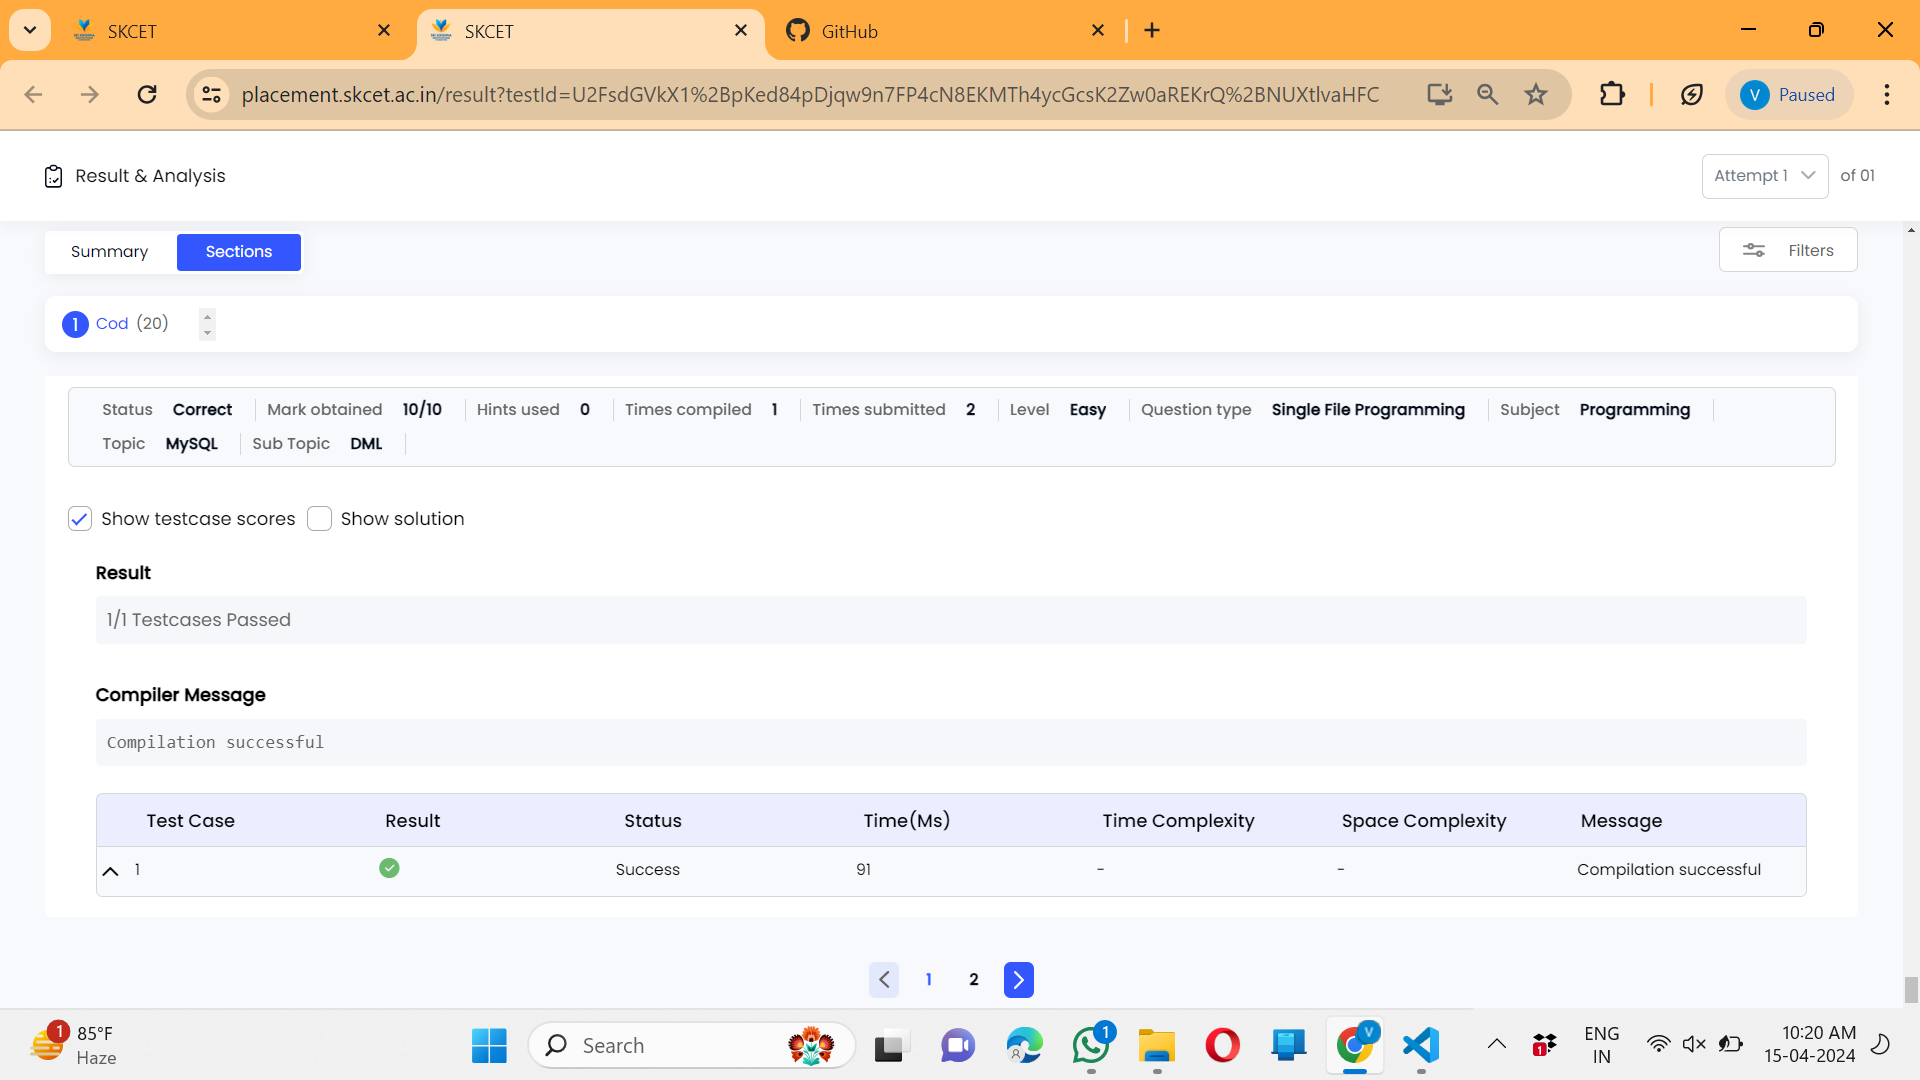 SKCET
SKCET
GitHub
placement.skcet.ac.in/result?testId=U2FsdGVkX1%2BpKed84pDjqw9n7FP4cN8EKMTh4ycGcsK2Zw0aREKrQ%2BNUXtlvaHFC
V Paused
Result & Analysis
Attempt 1 of 01
Summary Sections
Filters
1 Cod (20)
Status Correct Mark obtained 10/10 Hints used 0 Times compiled 1 Times submitted 2 Level Easy Question type Single File Programming Subject Programming
Topic MySQL Sub Topic DML
Show testcase scores Show solution
Result
1/1 Testcases Passed
Compiler Message
Compilation successful
Test Case Result Status Time(Ms) Time Complexity Space Complexity Message
1 Success 91 - - Compilation successful
1 2
1 85°F
Haze
Search
1
V
1
ENG
IN
10:20 AM
15-04-2024